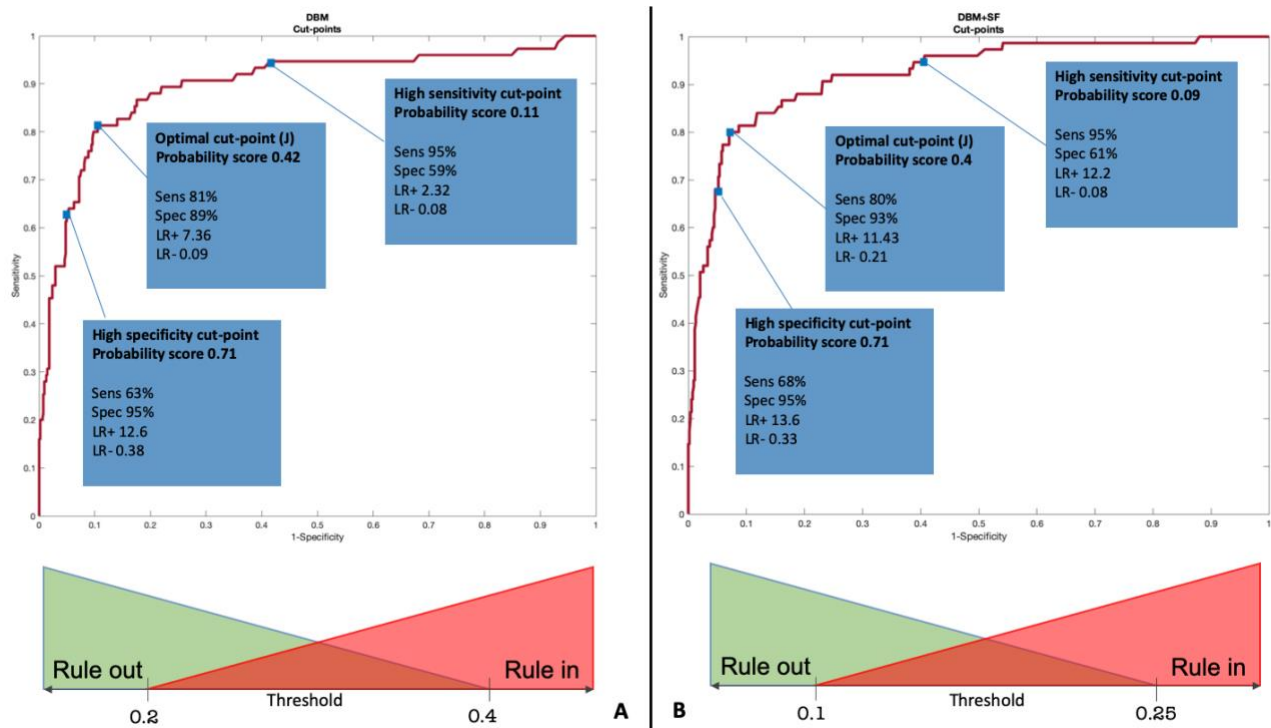 DBM
Cut-points
1
0.9
0.8
0.7
0.6
0.5
0.4
0.3
0.2
0.1
0
Sensitivity
High sensitivity cut-point
Probability score 0.11
Sens 95%
Spec 59%
LR+ 2.32
LR- 0.08
Optimal cut-point (J)
Probability score 0.42
Sens 81%
Spec 89%
LR+ 7.36
LR- 0.09
High specificity cut-point
Probability score 0.71
Sens 63%
Spec 95%
LR+ 12.6
LR- 0.38
0 0.1 0.2 0.3 0.4 0.5 0.6 0.7 0.8 0.9 1
1-Specificity
Rule out Rule in
Threshold
0.2 0.4
A
DBM+SF
Cut-points
1
0.9
0.8
0.7
0.6
0.5
0.4
0.3
0.2
0.1
0
Sensitivity
High sensitivity cut-point
Probability score 0.09
Sens 95%
Spec 61%
LR+ 12.2
LR- 0.08
Optimal cut-point (J)
Probability score 0.4
Sens 80%
Spec 93%
LR+ 11.43
LR- 0.21
High specificity cut-point
Probability score 0.71
Sens 68%
Spec 95%
LR+ 13.6
LR- 0.33
0 0.1 0.2 0.3 0.4 0.5 0.6 0.7 0.8 0.9 1
1-Specificity
Rule out Rule in
Threshold
0.1 0.25
B